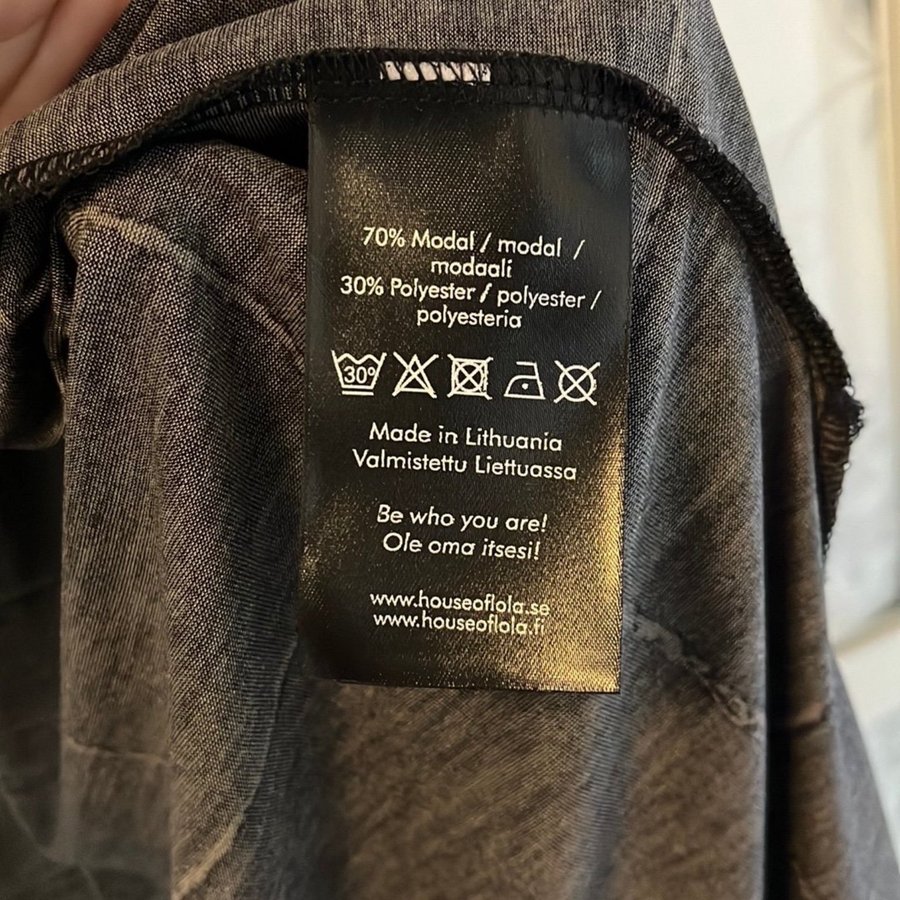 70% Modal / modal /
modaali
30% Polyester / polyester /
polyesteria
30°
Made in Lithuania
Valmistettu Liettuassa
Be who you are!
Ole oma itsesi!
www.houseoflola.se
www.houseoflola.fi